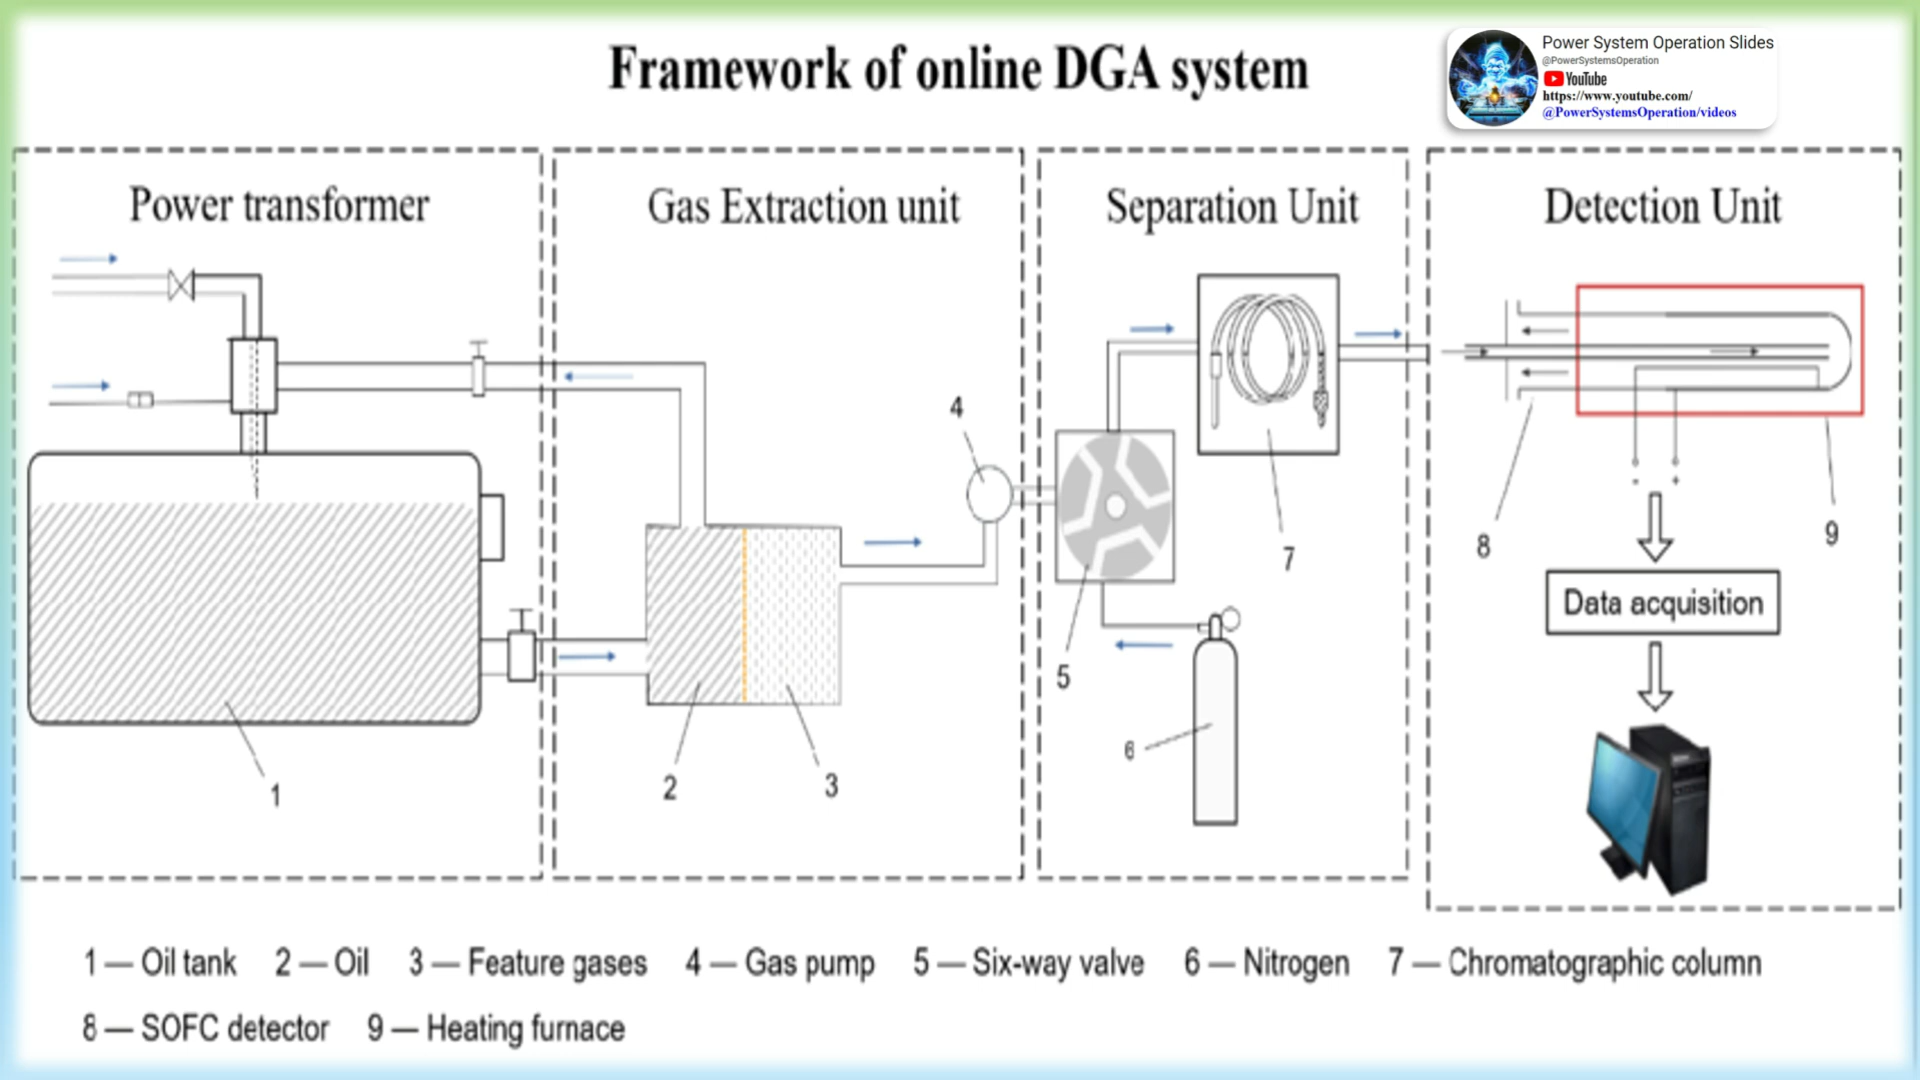 Framework of online DGA system
Power System Operation Slides
@PowerSystemsOperation
YouTube
https://www.youtube.com/
@PowerSystemsOperation/videos
Power transformer
Gas Extraction unit
Separation Unit
Detection Unit
4
8
9
7
Data acquisition
5
6
1
2
3
- +
1 — Oil tank 2 — Oil 3 — Feature gases 4 — Gas pump 5 — Six-way valve 6 — Nitrogen 7 — Chromatographic column
8 — SOFC detector 9 — Heating furnace